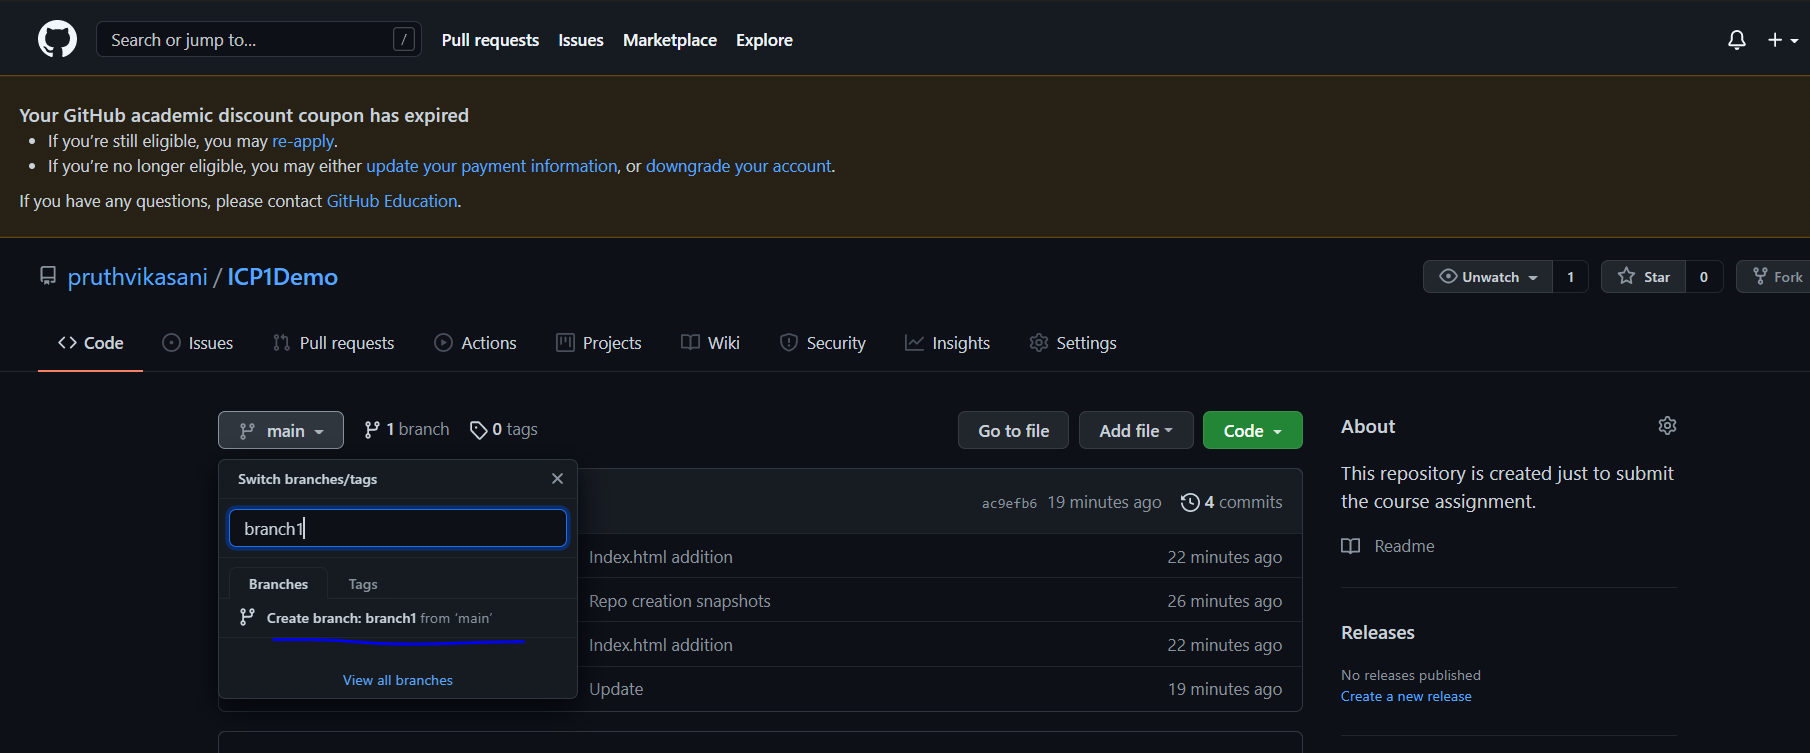 Search or jump to... /
Pull requests Issues Marketplace Explore
Your GitHub academic discount coupon has expired
If you’re still eligible, you may re-apply.
If you’re no longer eligible, you may either update your payment information, or downgrade your account.
If you have any questions, please contact GitHub Education.
pruthvikasani / ICP1Demo
Unwatch 1 Star 0 Fork
Code Issues Pull requests Actions Projects Wiki Security Insights Settings
main 1 branch 0 tags
Go to file Add file Code
Switch branches/tags
branch1
Branches Tags
Create branch: branch1 from ‘main’
View all branches
ac9efb6 19 minutes ago 4 commits
Index.html addition 22 minutes ago
Repo creation snapshots 26 minutes ago
Index.html addition 22 minutes ago
Update 19 minutes ago
About
This repository is created just to submit
the course assignment.
Readme
Releases
No releases published
Create a new release